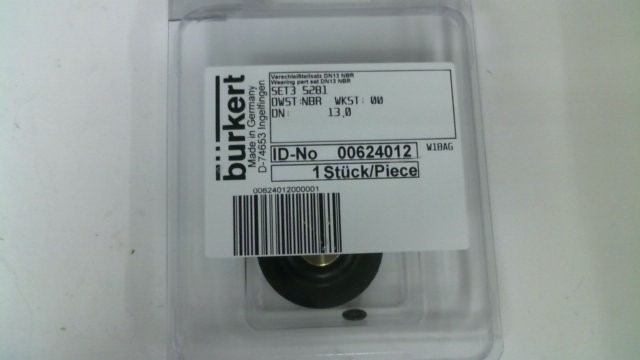 bürkert
Made in Germany
D-74653 Ingelfingen
Verschleißteilsatz DN13 NBR
Wearing part set DN13 NBR
SET3 5281
DWST:NBR WKST: 00
DN: 13,0
ID-No 00624012
W18AG
1 Stück/Piece
00624012000001